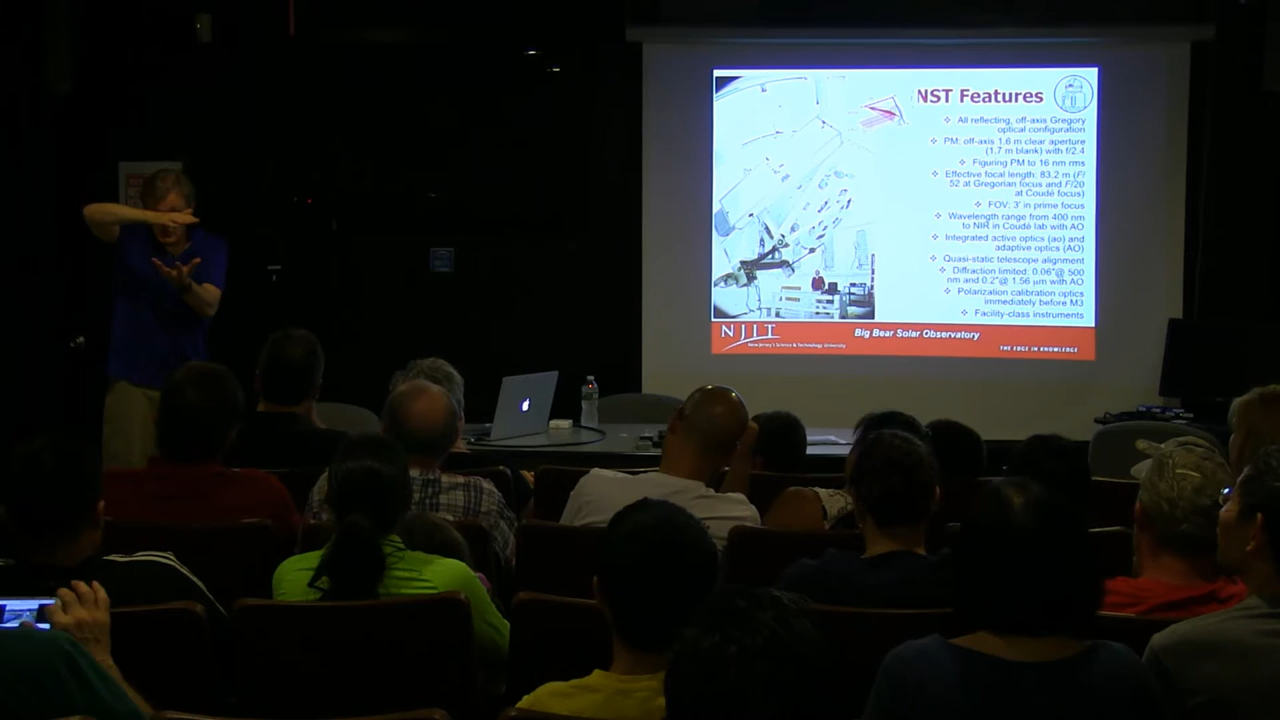 NST Features
❖ All reflecting, off-axis Gregory
optical configuration
❖ PM: off-axis 1.6 m clear aperture
(1.7 m blank) with f/2.4
❖ Figuring PM to 16 nm rms
❖ Effective focal length: 83.2 m (F/
52 at Gregorian focus and F/20
at Coudé focus)
❖ FOV: 3' in prime focus
❖ Wavelength range from 400 nm
to NIR in Coudé lab with AO
❖ Integrated active optics (ao) and
adaptive optics (AO)
❖ Quasi-static telescope alignment
❖ Diffraction limited: 0.06"@ 500
nm and 0.2"@ 1.56 μm with AO
❖ Polarization calibration optics
immediately before M3
❖ Facility-class instruments
NJIT
New Jersey's Science & Technology University
Big Bear Solar Observatory
THE EDGE IN KNOWLEDGE